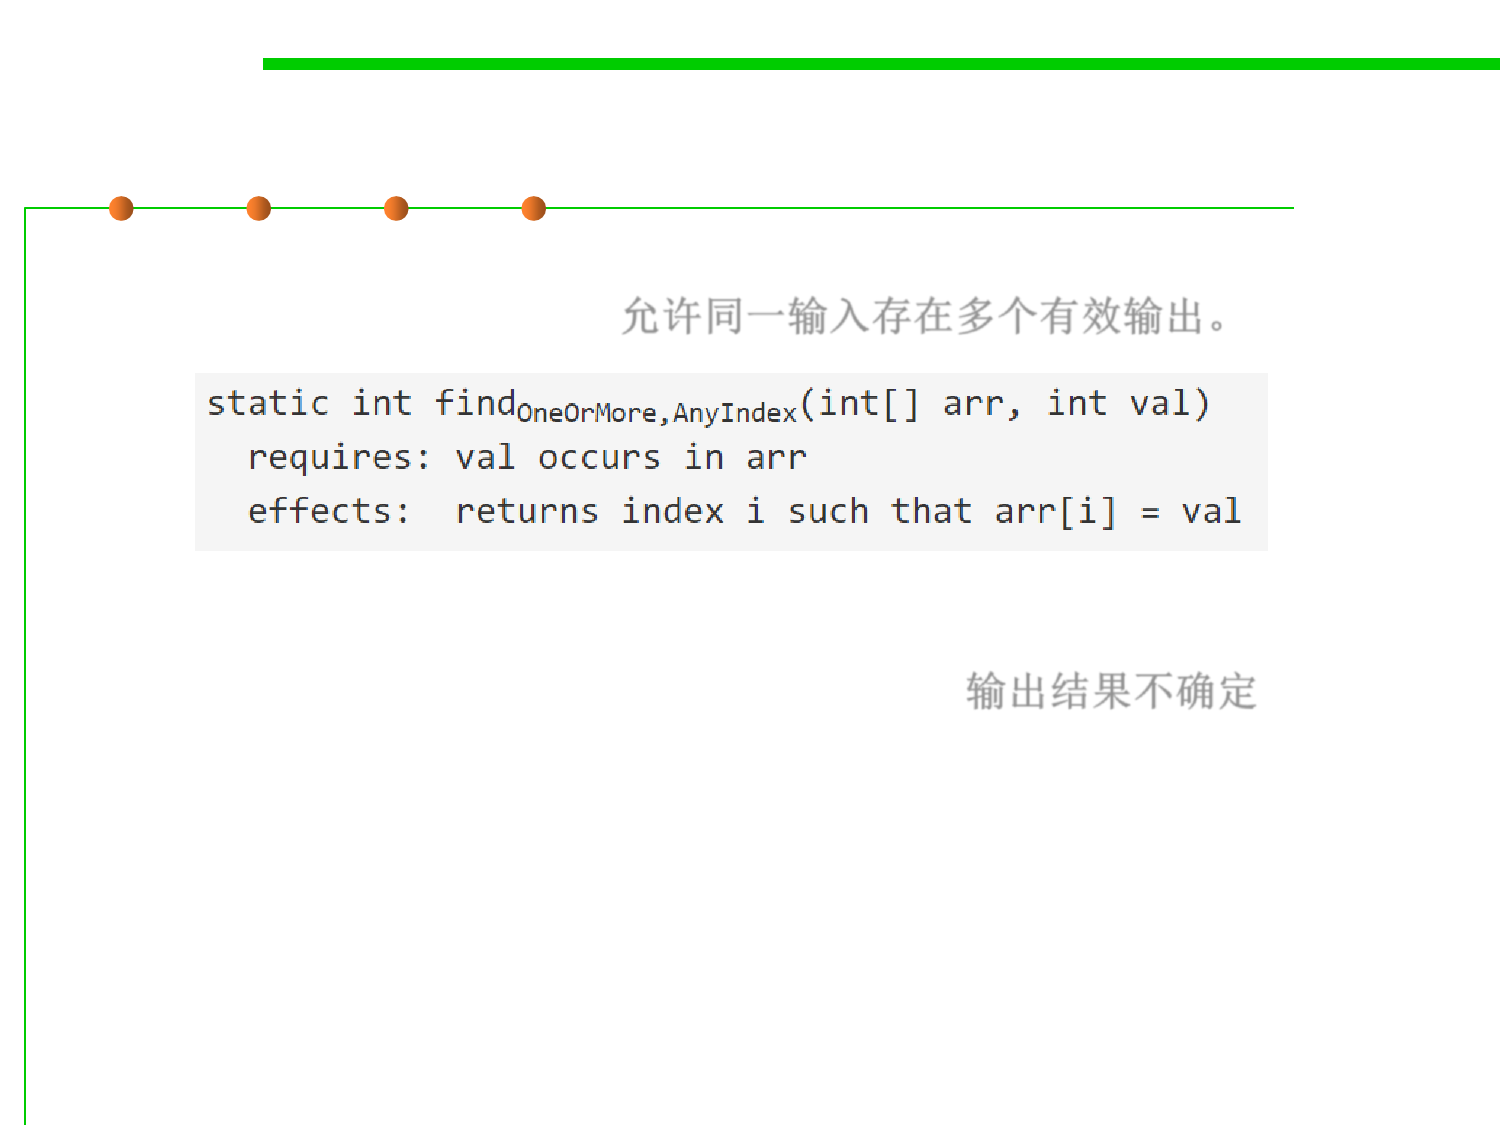 允许同一输入存在多个有效输出。
static int findOneOrMore,AnyIndex(int[] arr, int val)
requires: val occurs in arr
effects: returns index i such that arr[i] = val
输出结果不确定